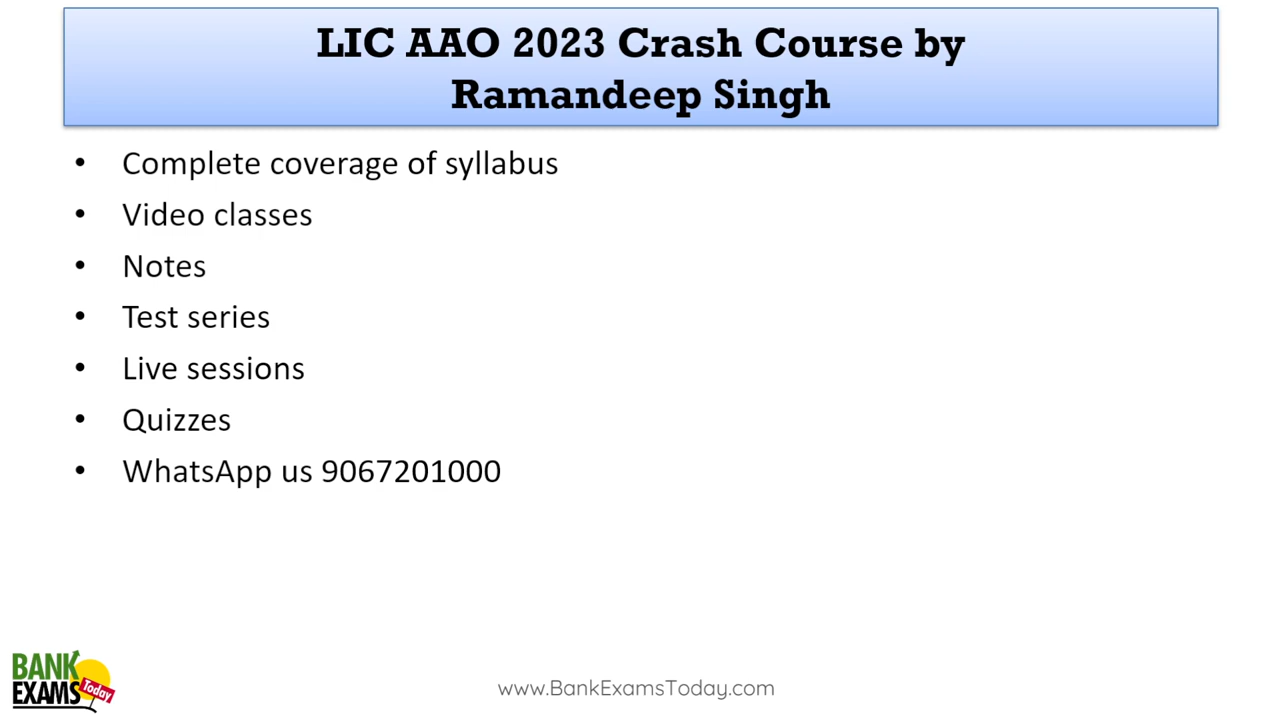 LIC AAO 2023 Crash Course by
Ramandeep Singh
• Complete coverage of syllabus
• Video classes
• Notes
• Test series
• Live sessions
• Quizzes
• WhatsApp us 9067201000
BANK
EXAMS Today
www.BankExamsToday.com